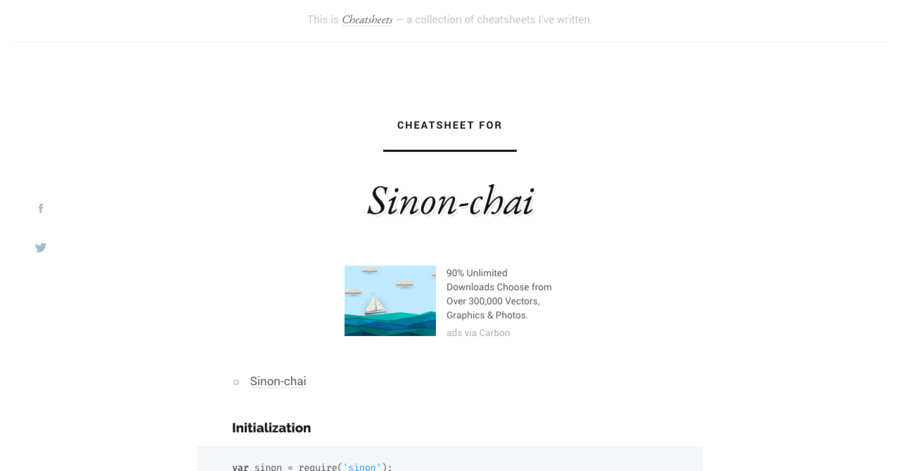 This is Cheatsheets — a collection of cheatsheets I've written.
CHEATSHEET FOR
Sinon-chai
90% Unlimited
Downloads Choose from
Over 300,000 Vectors,
Graphics & Photos.
ads via Carbon
Sinon-chai
Initialization
var sinon = require('sinon');